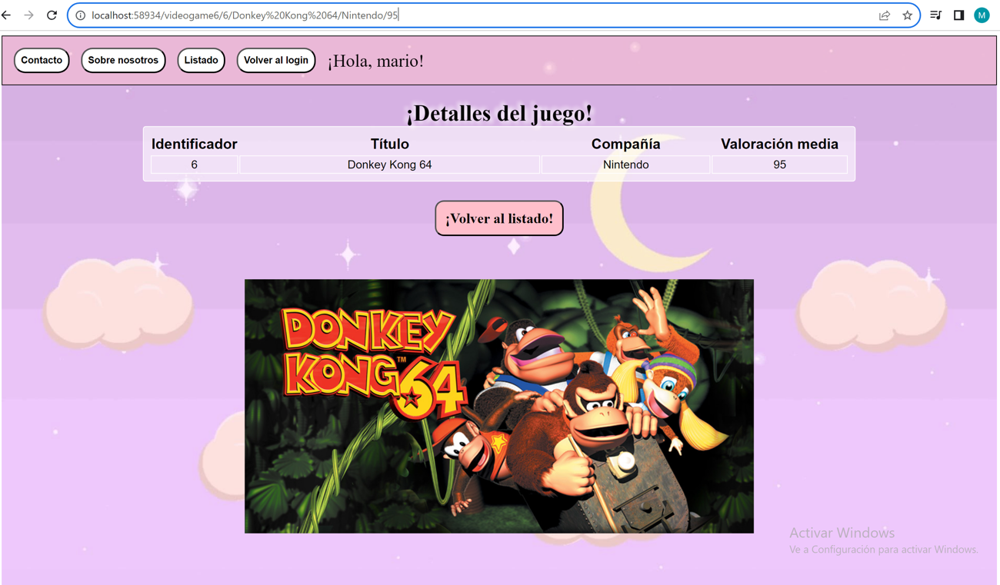 localhost:58934/videogame6/6/Donkey%20Kong%2064/Nintendo/95
M
Contacto Sobre nosotros Listado Volver al login ¡Hola, mario!
¡Detalles del juego!
Identificador Título Compañía Valoración media
6 Donkey Kong 64 Nintendo 95
¡Volver al listado!
DONKEY
KONG™
64
Activar Windows
Ve a Configuración para activar Windows.